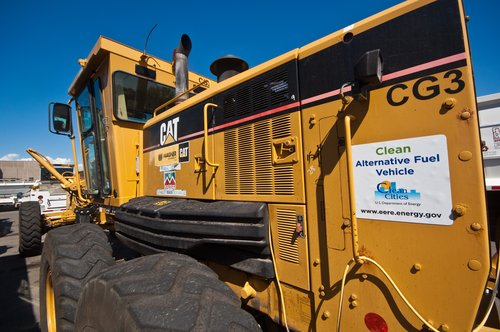 CAT
CAT
CG3
Clean
Alternative Fuel
Vehicle
Clean
Cities
U.S. Department of Energy
www.eere.energy.gov